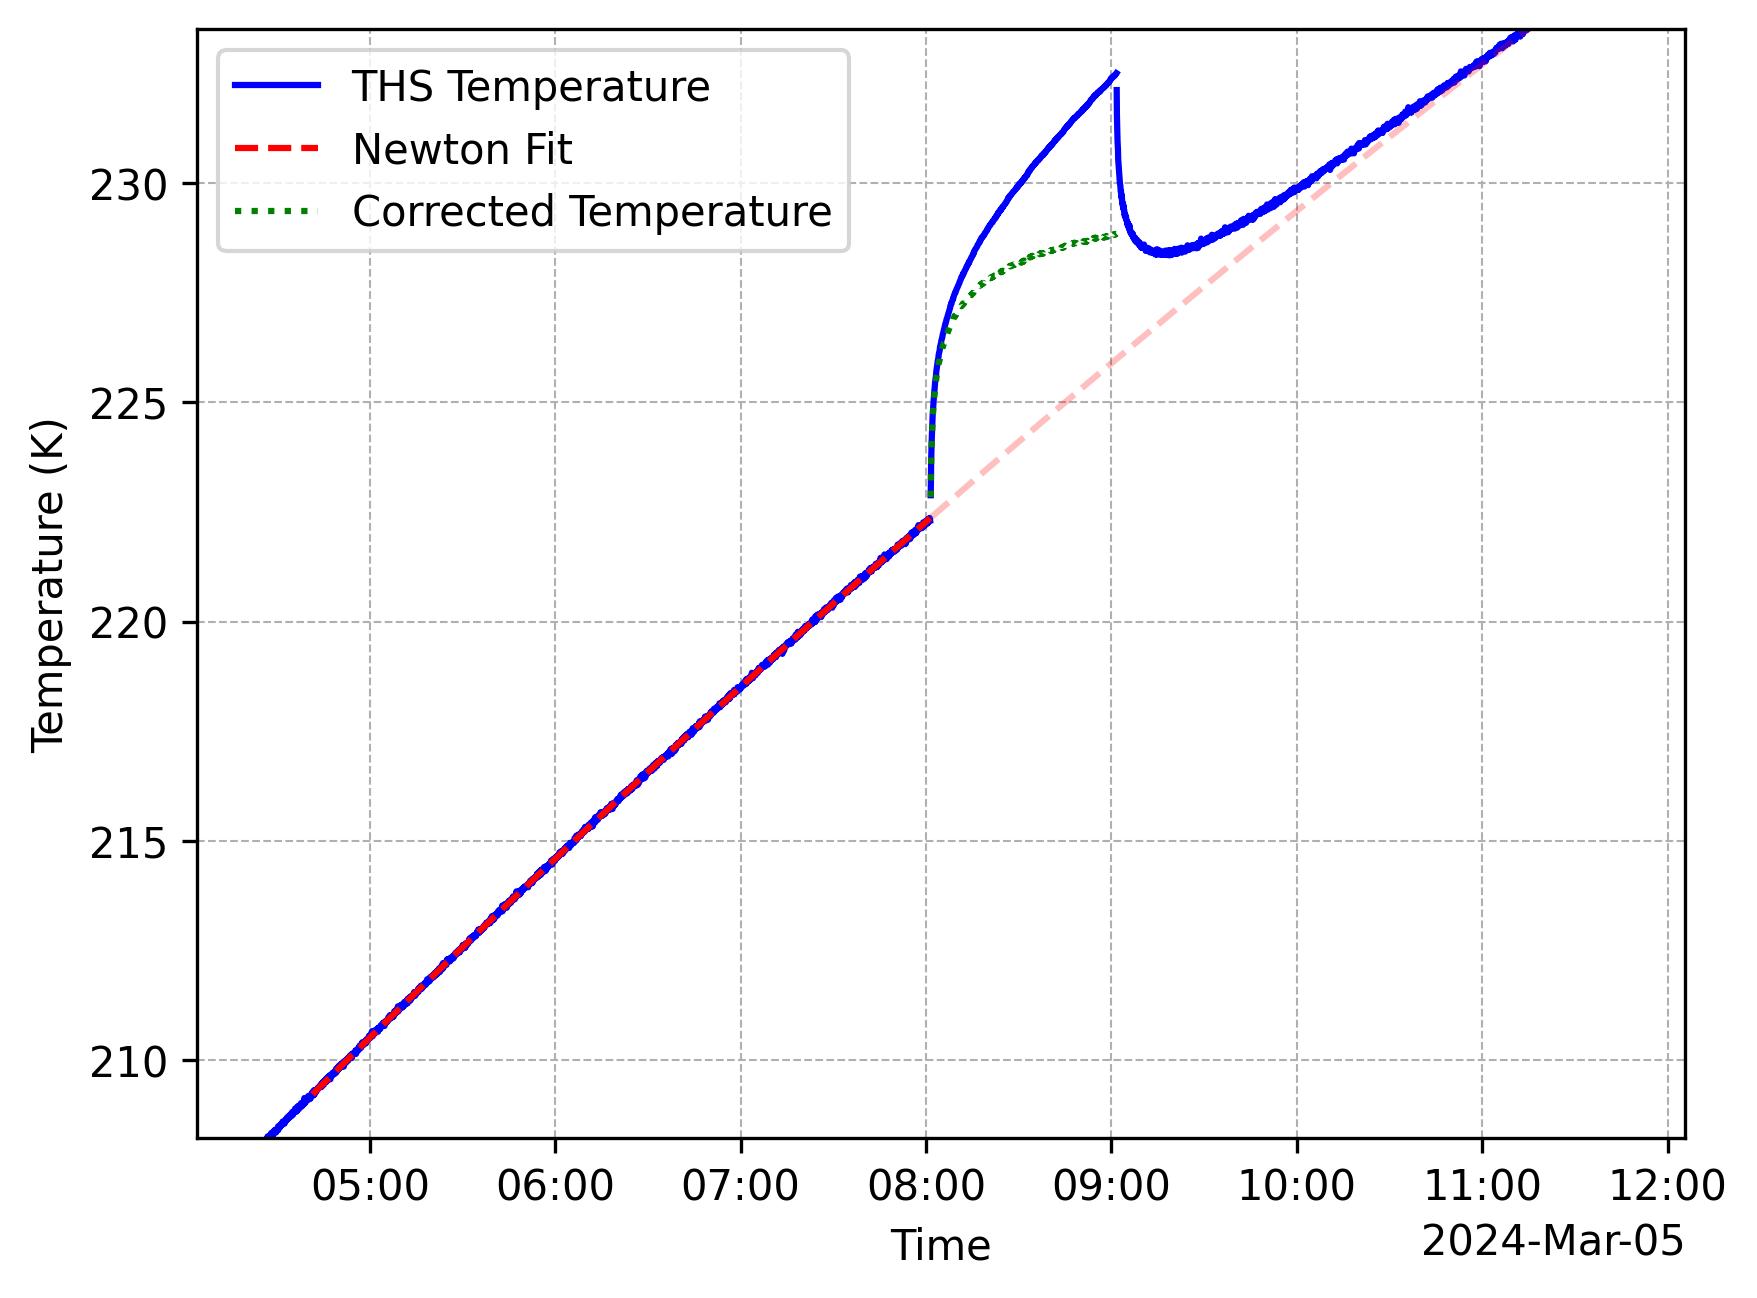 THS Temperature
Newton Fit
Corrected Temperature
Temperature (K)
230
225
220
215
210
05:00 06:00 07:00 08:00 09:00 10:00 11:00 12:00
Time
2024-Mar-05